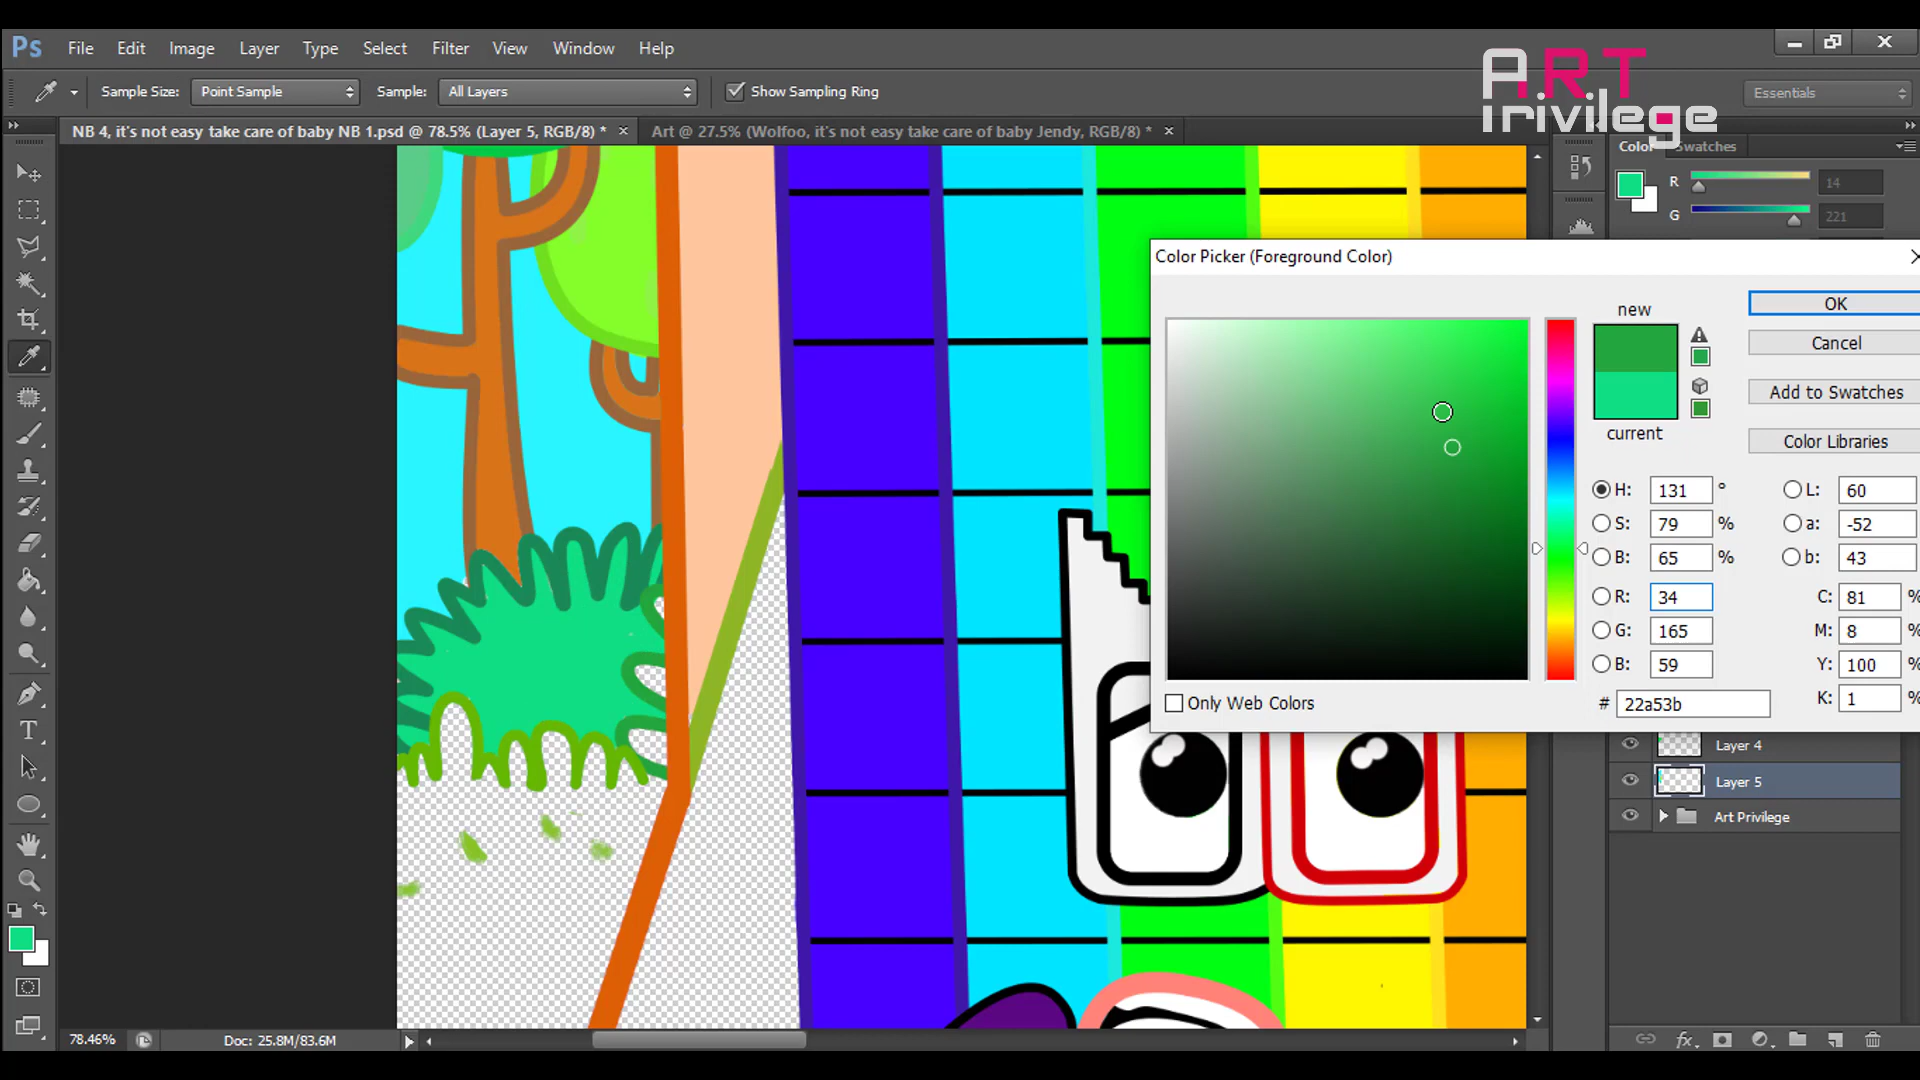 Ps File Edit Image Layer Type Select Filter View Window Help
ART
irivilege
Sample Size: Point Sample Sample: All Layers Show Sampling Ring Essentials
NB 4, it's not easy take care of baby NB 1.psd @ 78.5% (Layer 5, RGB/8) * × Art @ 27.5% (Wolfoo, it's not easy take care of baby Jendy, RGB/8) * ×
Color Swatches
R 14
G 221
Color Picker (Foreground Color)
new
OK
Cancel
Add to Swatches
current
Color Libraries
H: 131 ° L: 60
S: 79 % a: -52
B: 65 % b: 43
R: 34 C: 81 %
G: 165 M: 8 %
B: 59 Y: 100 %
Only Web Colors # 22a53b K: 1 %
Layer 4
Layer 5
Art Privilege
T
fx
78.46% Doc: 25.8M/83.6M